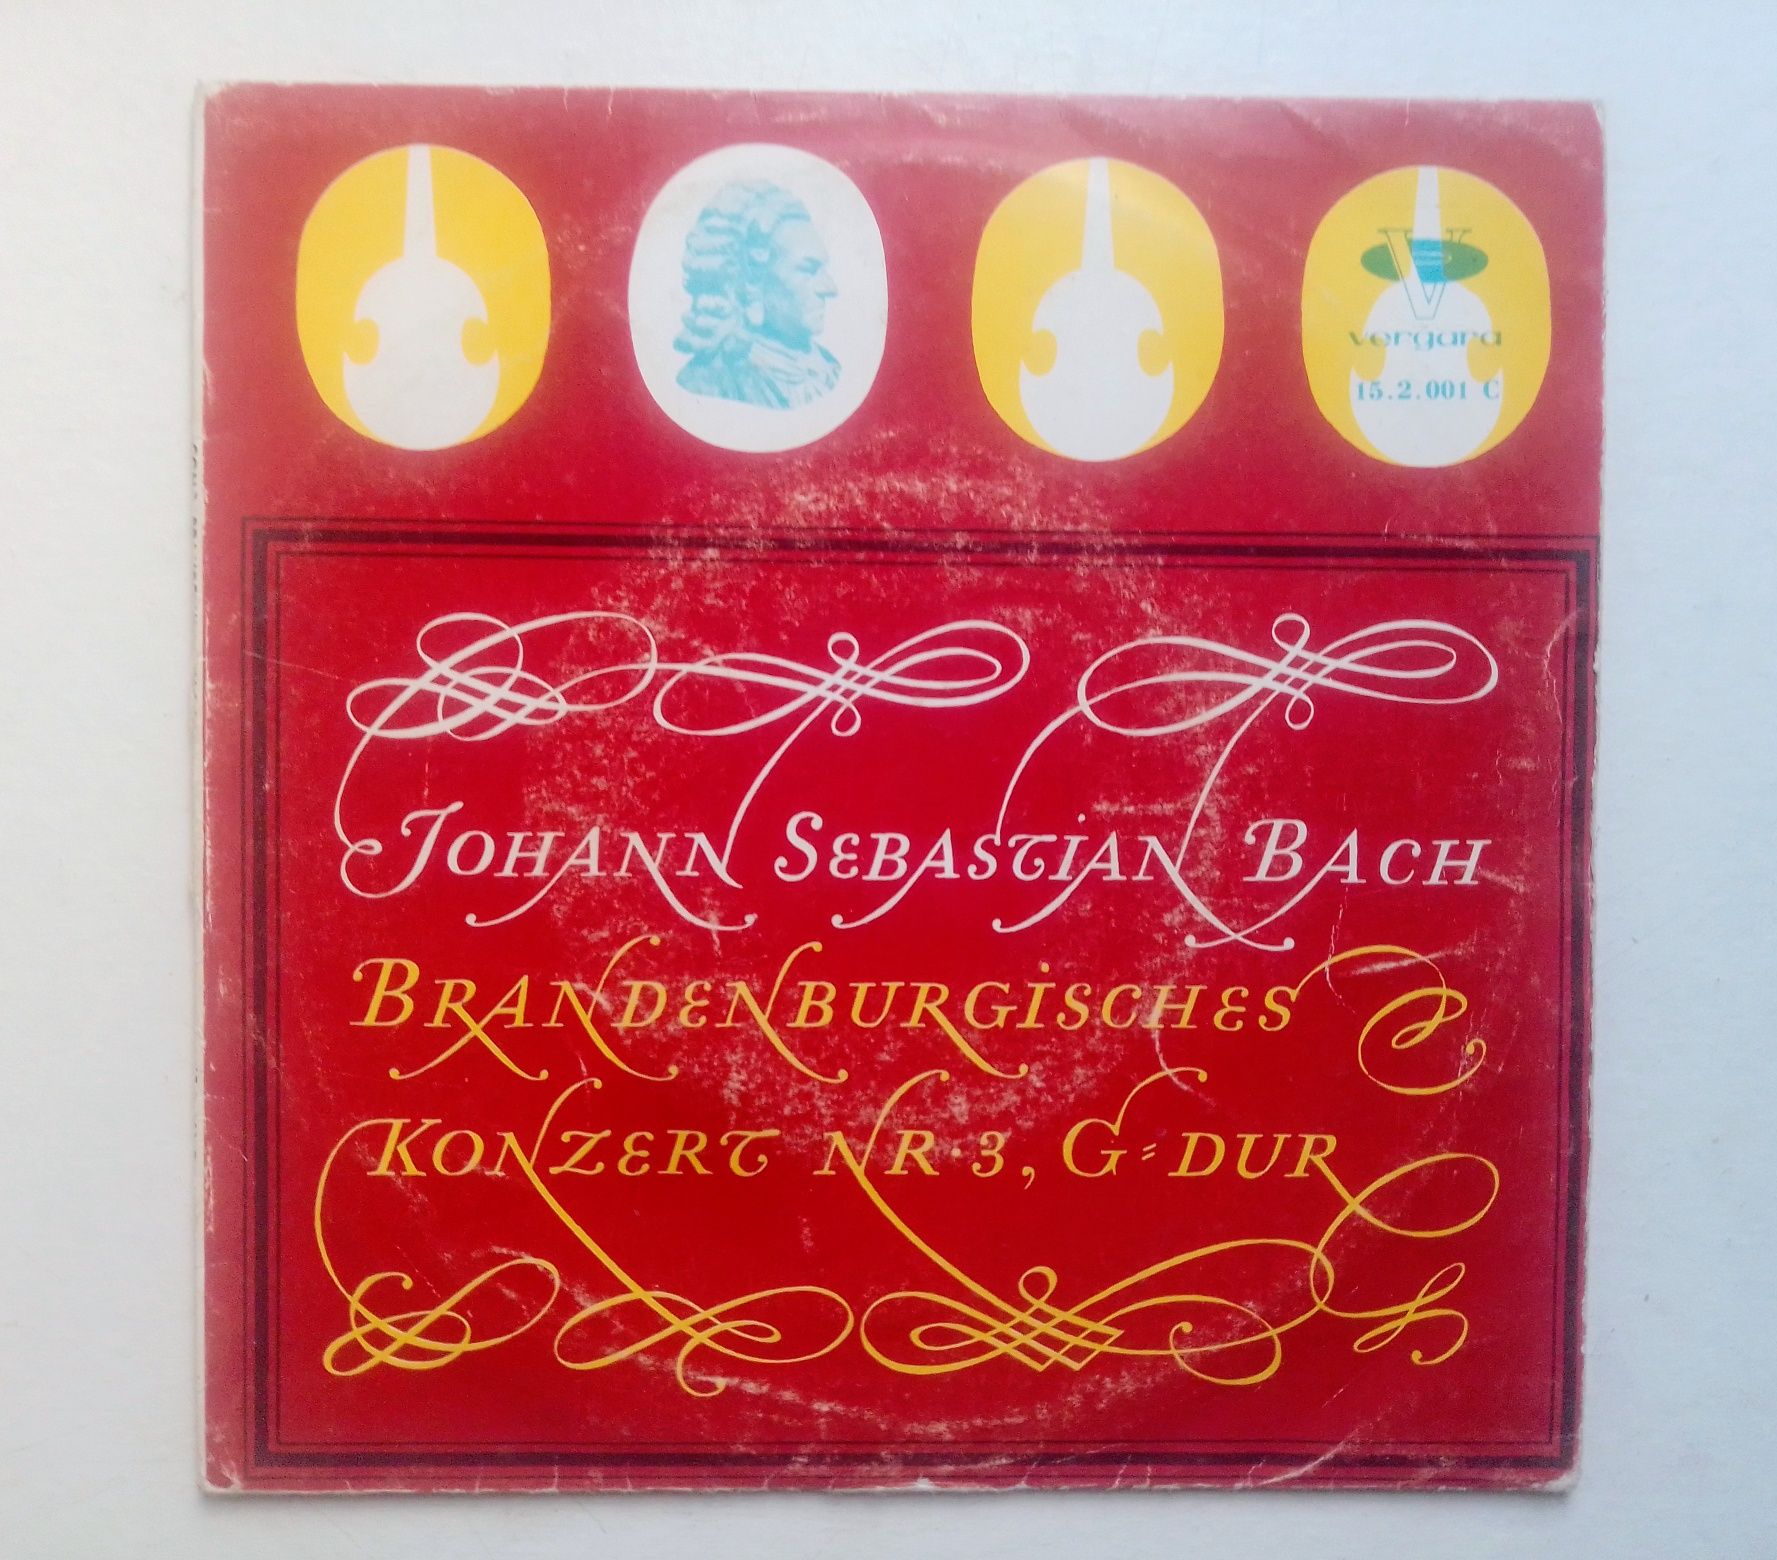 V
vergara
15.2.001 C
JOHANN SEBASTIAN BACH
BRANDENBURGISCHES
KONZERT NR·3, G=DUR